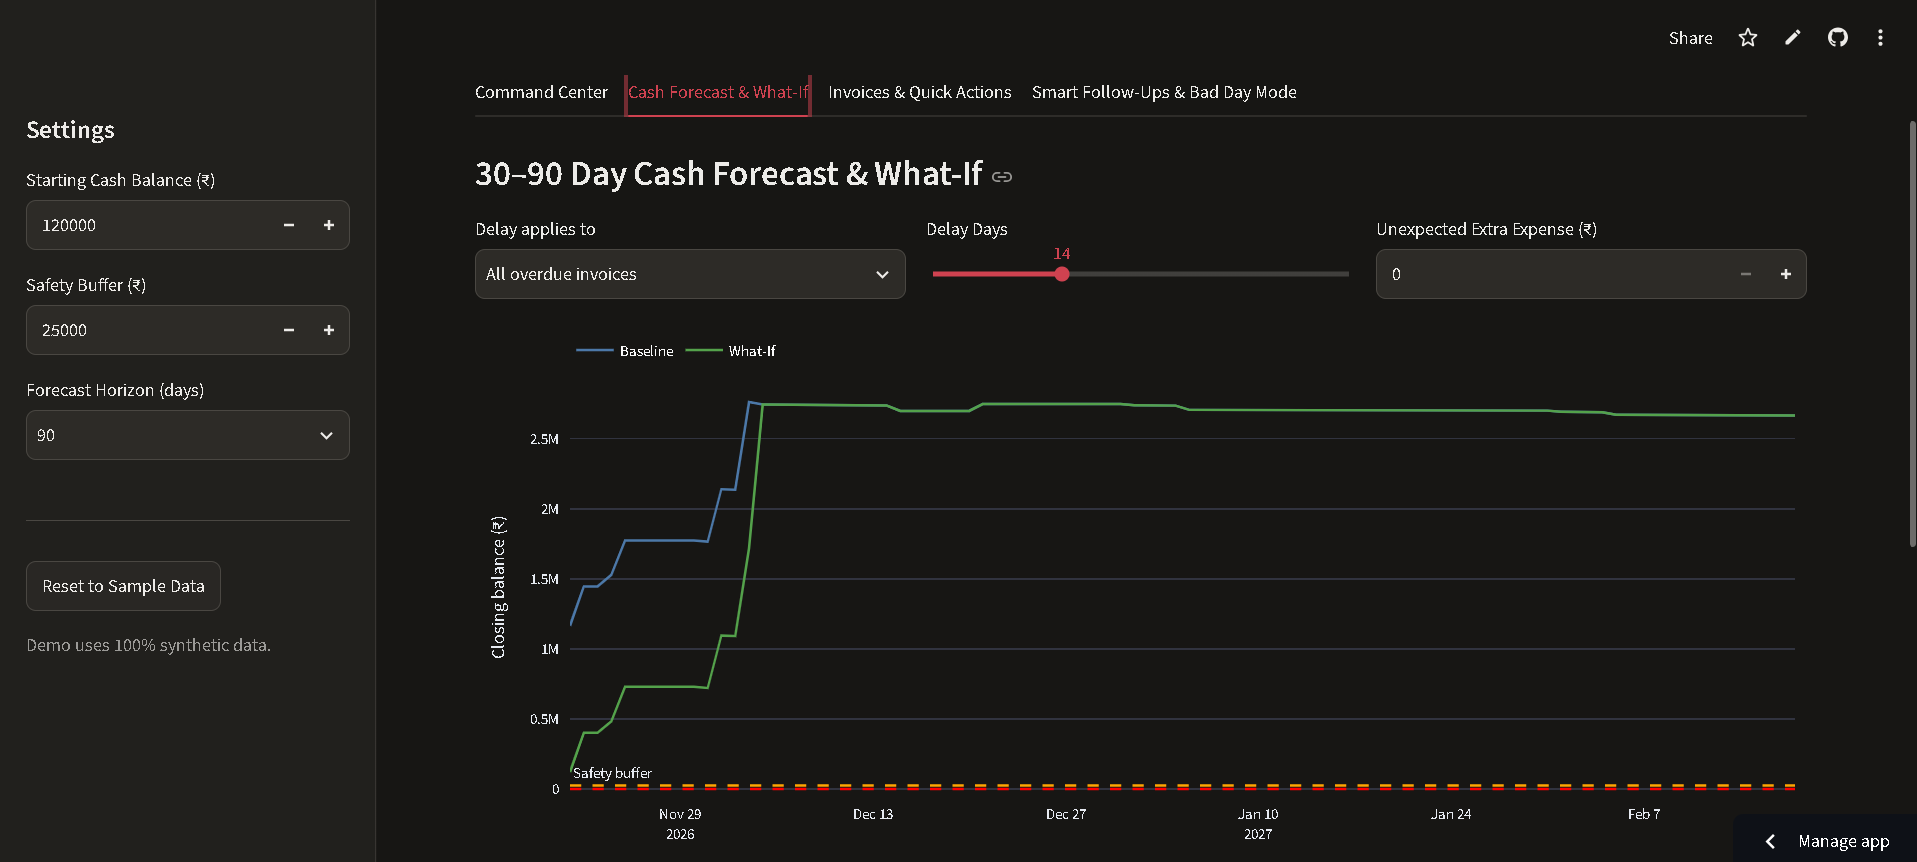 Share
Settings
Starting Cash Balance (₹)
120000
Safety Buffer (₹)
25000
Forecast Horizon (days)
90
Reset to Sample Data
Demo uses 100% synthetic data.
Command Center Cash Forecast & What-If Invoices & Quick Actions Smart Follow-Ups & Bad Day Mode
30–90 Day Cash Forecast & What-If
Delay applies to
All overdue invoices
Delay Days
14
Unexpected Extra Expense (₹)
0
Baseline What-If
Closing balance (₹)
2.5M
2M
1.5M
1M
0.5M
0
Safety buffer
Nov 29 Dec 13 Dec 27 Jan 10 Jan 24 Feb 7
2026 2027
Manage app